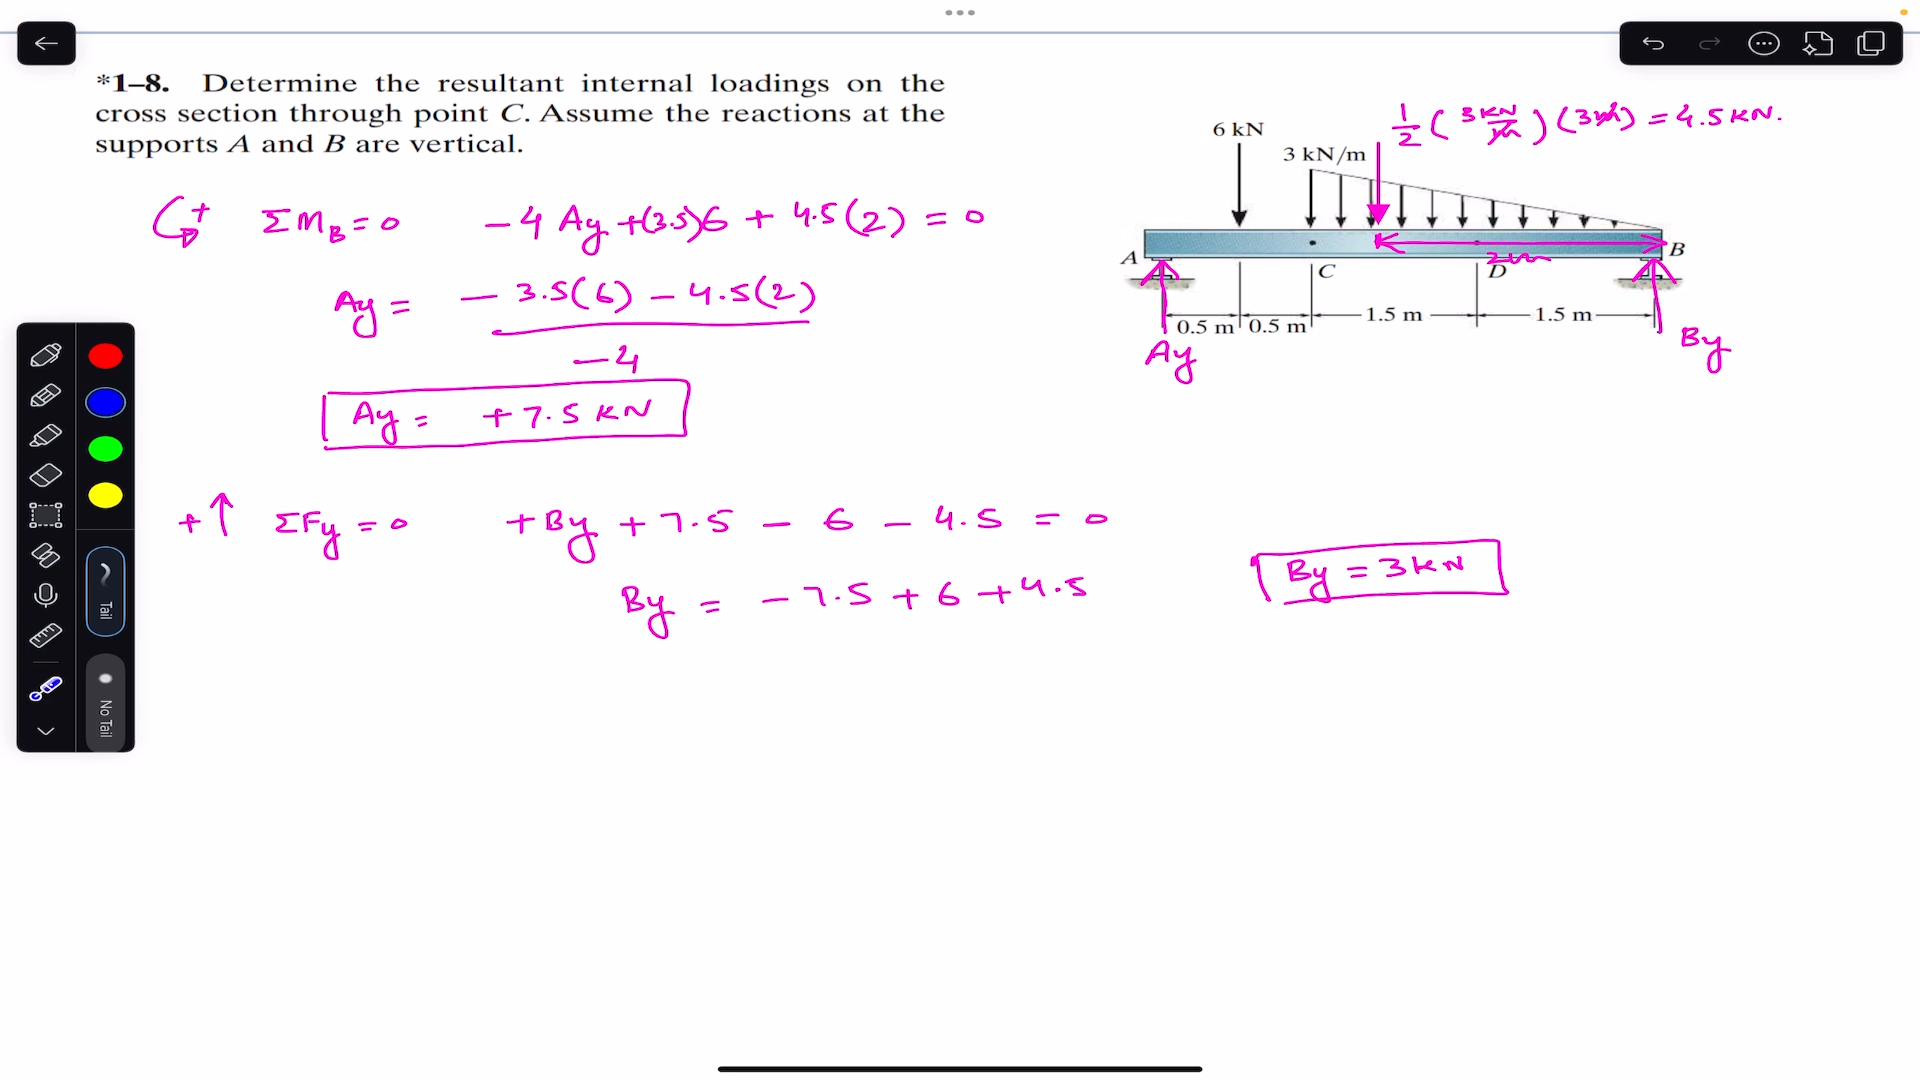 *1–8. Determine the resultant internal loadings on the
cross section through point C. Assume the reactions at the
supports A and B are vertical.
1/2 (3 kN/m)(3m) = 4.5 KN.
6 kN
3 kN/m
A
B
C
D
2m
0.5 m
0.5 m
1.5 m
1.5 m
Ay
By
+ ΣM_B = 0   -4 Ay + (3.5)6 + 4.5(2) = 0
Ay = - 3.5(6) - 4.5(2)
-4
Ay = +7.5 KN
+↑ ΣFy = 0   +By + 7.5 - 6 - 4.5 = 0
By = -7.5 + 6 + 4.5
By = 3 KN
Tail
No Tail